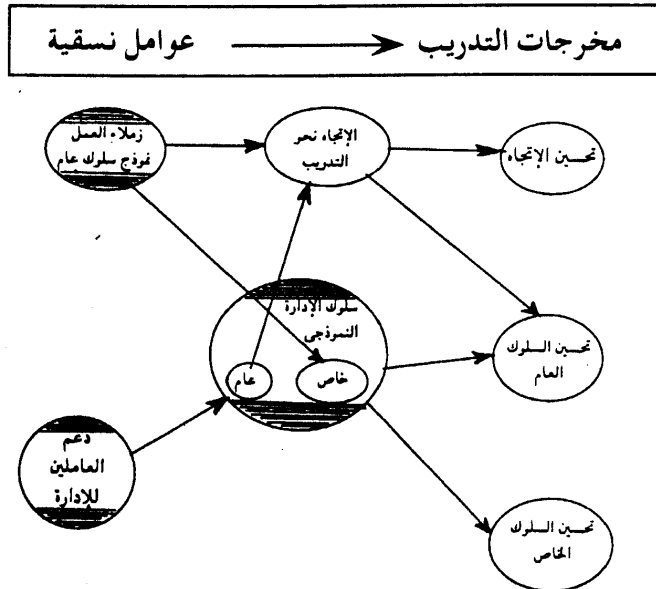 عوامل نسقية
مخرجات التدريب
زملاء العمل
نموذج سلوك عام
الإتجاه نحو
التدريب
تحسين الإتجاه
سلوك الإدارة
النموذجى
عام
خاص
تحسين السلوك
العام
دعم
العاملين
للإدارة
تحسين السلوك
الخاص